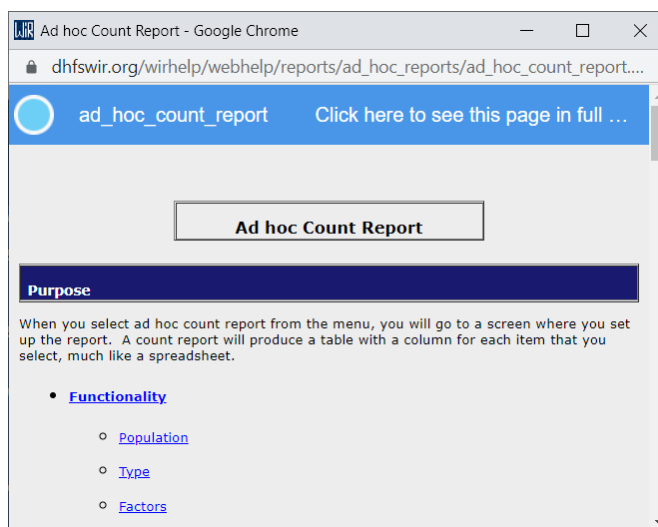 WiR Ad hoc Count Report - Google Chrome
dhfswir.org/wirhelp/webhelp/reports/ad_hoc_reports/ad_hoc_count_report....
ad_hoc_count_report Click here to see this page in full …
Ad hoc Count Report
Purpose
When you select ad hoc count report from the menu, you will go to a screen where you set
up the report. A count report will produce a table with a column for each item that you
select, much like a spreadsheet.
Functionality
Population
Type
Factors